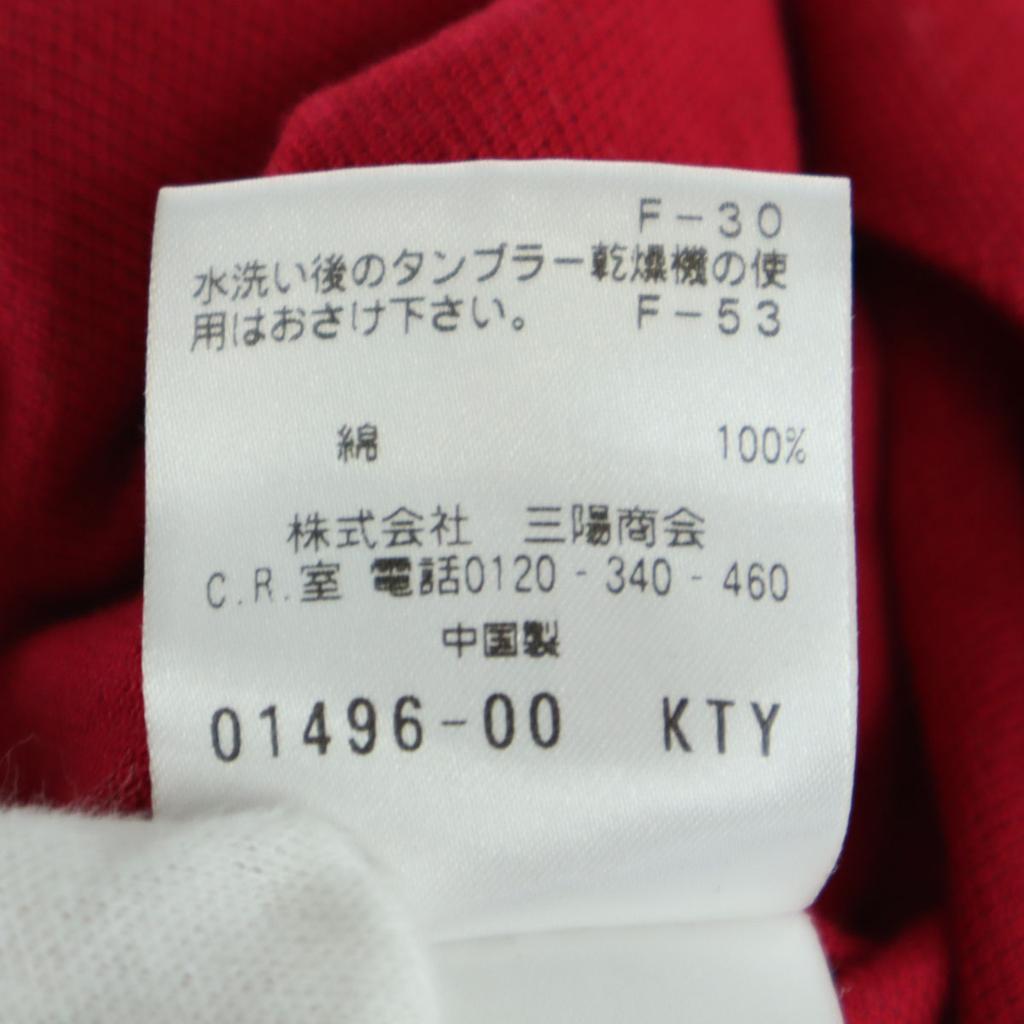 F-30
水洗い後のタンブラー乾燥機の使
用はおさけ下さい。 F-53
綿 100%
株式会社 三陽商会
C.R.室 電話0120-340-460
中国製
01496-00 KTY